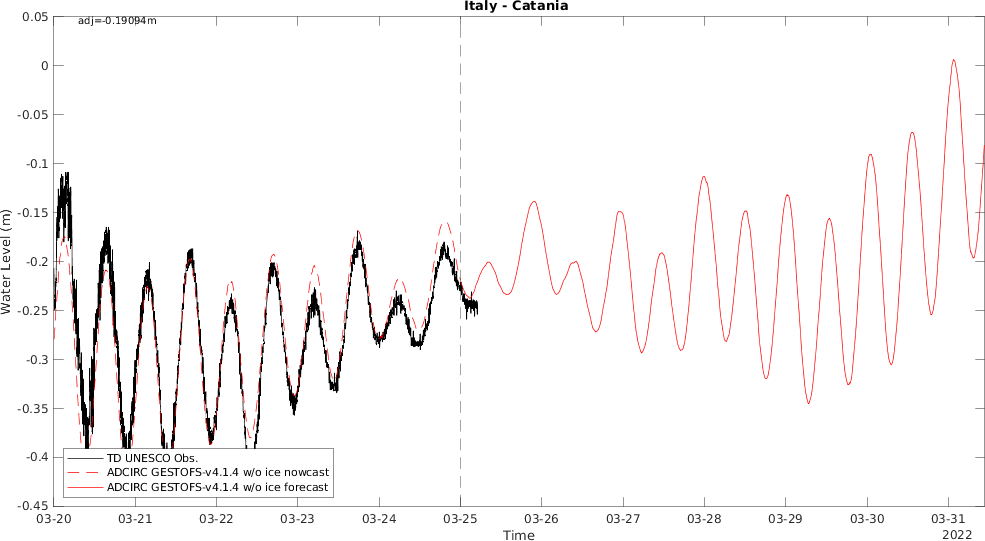 Italy - Catania
adj=-0.19094m
0.05
0
-0.05
-0.1
-0.15
-0.2
-0.25
-0.3
-0.35
-0.4
-0.45
Water Level (m)
TD UNESCO Obs.
ADCIRC GESTOFS-v4.1.4 w/o ice nowcast
ADCIRC GESTOFS-v4.1.4 w/o ice forecast
03-20 03-21 03-22 03-23 03-24 03-25 03-26 03-27 03-28 03-29 03-30 03-31
Time
2022